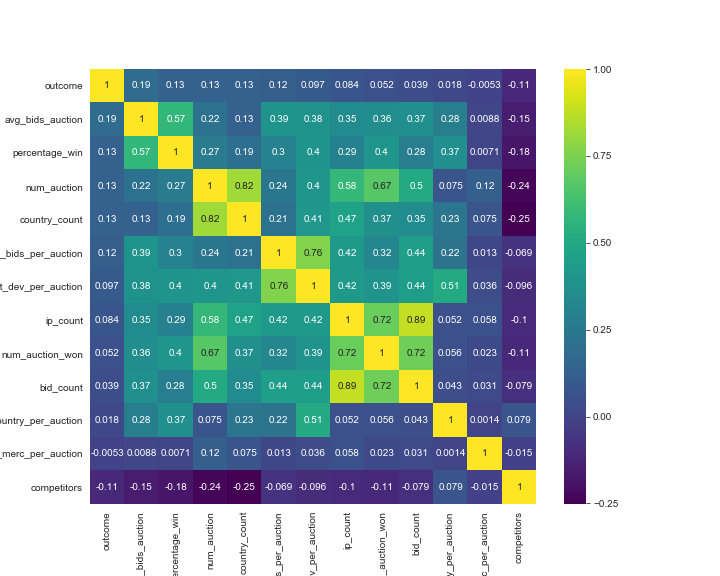 outcome 1 0.19 0.13 0.13 0.13 0.12 0.097 0.084 0.052 0.039 0.018 -0.0053 -0.11
avg_bids_auction 0.19 1 0.57 0.22 0.13 0.39 0.38 0.35 0.36 0.37 0.28 0.0088 -0.15
percentage_win 0.13 0.57 1 0.27 0.19 0.3 0.4 0.29 0.4 0.28 0.37 0.0071 -0.18
num_auction 0.13 0.22 0.27 1 0.82 0.24 0.4 0.58 0.67 0.5 0.075 0.12 -0.24
country_count 0.13 0.13 0.19 0.82 1 0.21 0.41 0.47 0.37 0.35 0.23 0.075 -0.25
_bids_per_auction 0.12 0.39 0.3 0.24 0.21 1 0.76 0.42 0.32 0.44 0.22 0.013 -0.069
t_dev_per_auction 0.097 0.38 0.4 0.4 0.41 0.76 1 0.42 0.39 0.44 0.51 0.036 -0.096
ip_count 0.084 0.35 0.29 0.58 0.47 0.42 0.42 1 0.72 0.89 0.052 0.058 -0.1
num_auction_won 0.052 0.36 0.4 0.67 0.37 0.32 0.39 0.72 1 0.72 0.056 0.023 -0.11
bid_count 0.039 0.37 0.28 0.5 0.35 0.44 0.44 0.89 0.72 1 0.043 0.031 -0.079
ountry_per_auction 0.018 0.28 0.37 0.075 0.23 0.22 0.51 0.052 0.056 0.043 1 0.0014 0.079
_merc_per_auction -0.0053 0.0088 0.0071 0.12 0.075 0.013 0.036 0.058 0.023 0.031 0.0014 1 -0.015
competitors -0.11 -0.15 -0.18 -0.24 -0.25 -0.069 -0.096 -0.1 -0.11 -0.079 0.079 -0.015 1
outcome
_bids_auction
ercentage_win
num_auction
country_count
s_per_auction
v_per_auction
ip_count
_auction_won
bid_count
y_per_auction
c_per_auction
competitors
1.00
0.75
0.50
0.25
0.00
−0.25